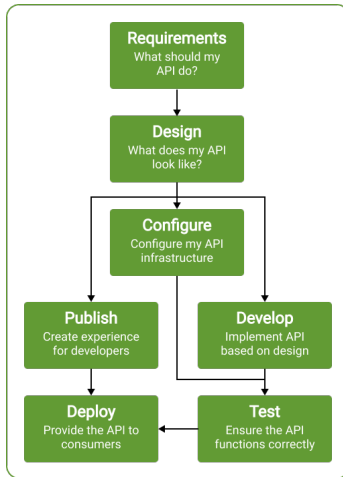 Requirements
What should my
API do?
Design
What does my API
look like?
Configure
Configure my API
infrastructure
Publish
Create experience
for developers
Develop
Implement API
based on design
Deploy
Provide the API to
consumers
Test
Ensure the API
functions correctly